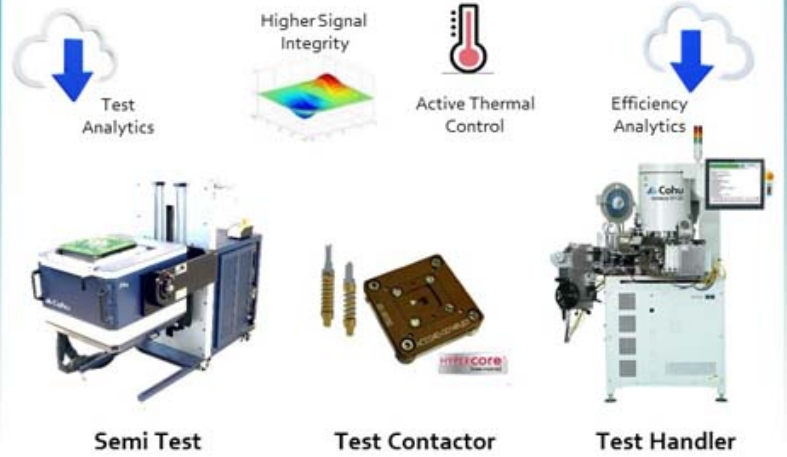 Higher Signal
Integrity
Test
Analytics
Active Thermal
Control
Efficiency
Analytics
Cohu
Cohu
HYPERcore
Semi Test
Test Contactor
Test Handler